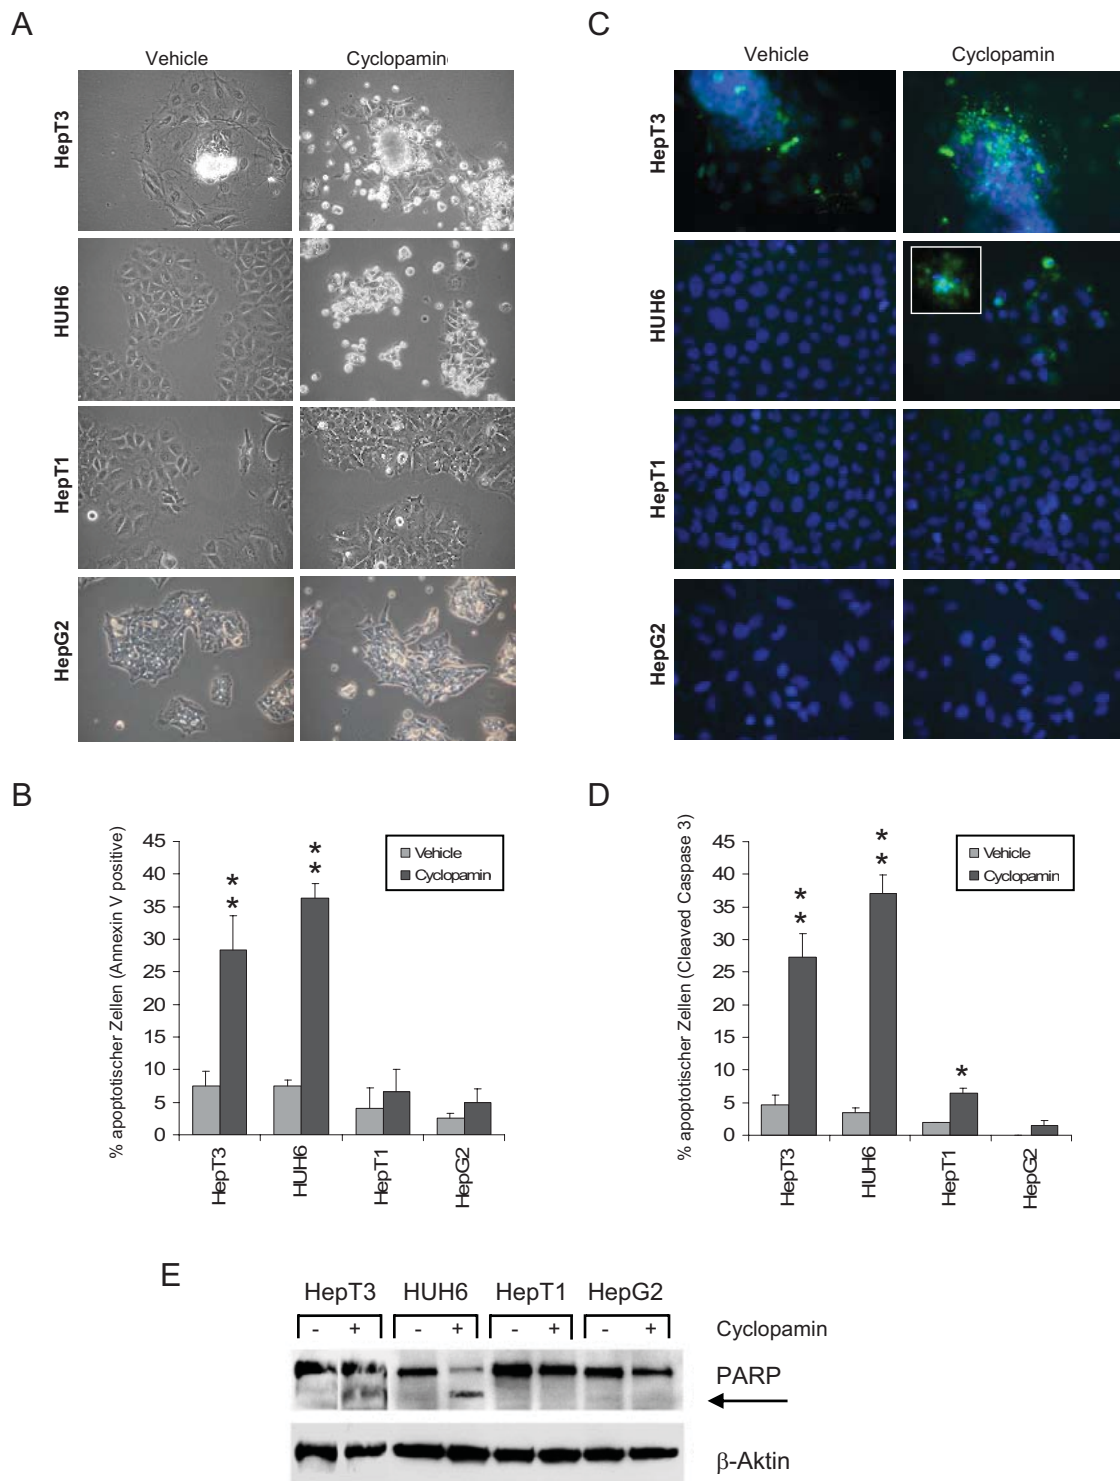 A
Vehicle
Cyclopamin
HepT3
HUH6
HepT1
HepG2
C
Vehicle
Cyclopamin
HepT3
HUH6
HepT1
HepG2
B
% apoptotischer Zellen (Annexin V positive)
45
40
35
30
25
20
15
10
5
0
* *
* *
Vehicle
Cyclopamin
HepT3
HUH6
HepT1
HepG2
D
% apoptotischer Zellen (Cleaved Caspase 3)
45
40
35
30
25
20
15
10
5
0
* *
* *
*
Vehicle
Cyclopamin
HepT3
HUH6
HepT1
HepG2
E
HepT3 HUH6 HepT1 HepG2
- + - + - + - + Cyclopamin
PARP
β-Aktin